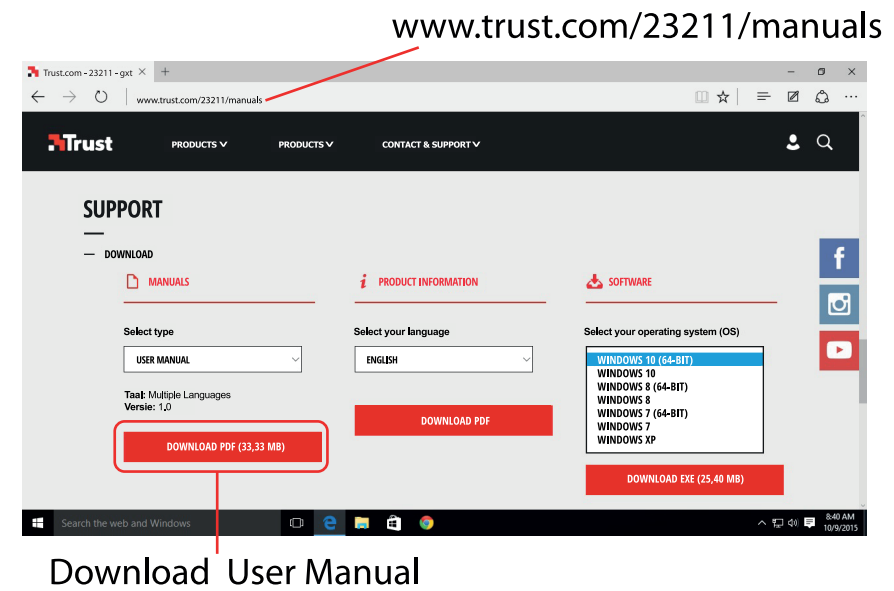 www.trust.com/23211/manuals
Trust.com - 23211 - gxt
www.trust.com/23211/manuals
Trust
PRODUCTS
PRODUCTS
CONTACT & SUPPORT
SUPPORT
DOWNLOAD
MANUALS
Select type
USER MANUAL
Taal: Multiple Languages
Versie: 1,0
DOWNLOAD PDF (33,33 MB)
PRODUCT INFORMATION
Select your language
ENGLISH
DOWNLOAD PDF
SOFTWARE
Select your operating system (OS)
WINDOWS 10 (64-BIT)
WINDOWS 10
WINDOWS 8 (64-BIT)
WINDOWS 8
WINDOWS 7 (64-BIT)
WINDOWS 7
WINDOWS XP
DOWNLOAD EXE (25,40 MB)
Search the web and Windows
8:40 AM
10/9/2015
Download User Manual